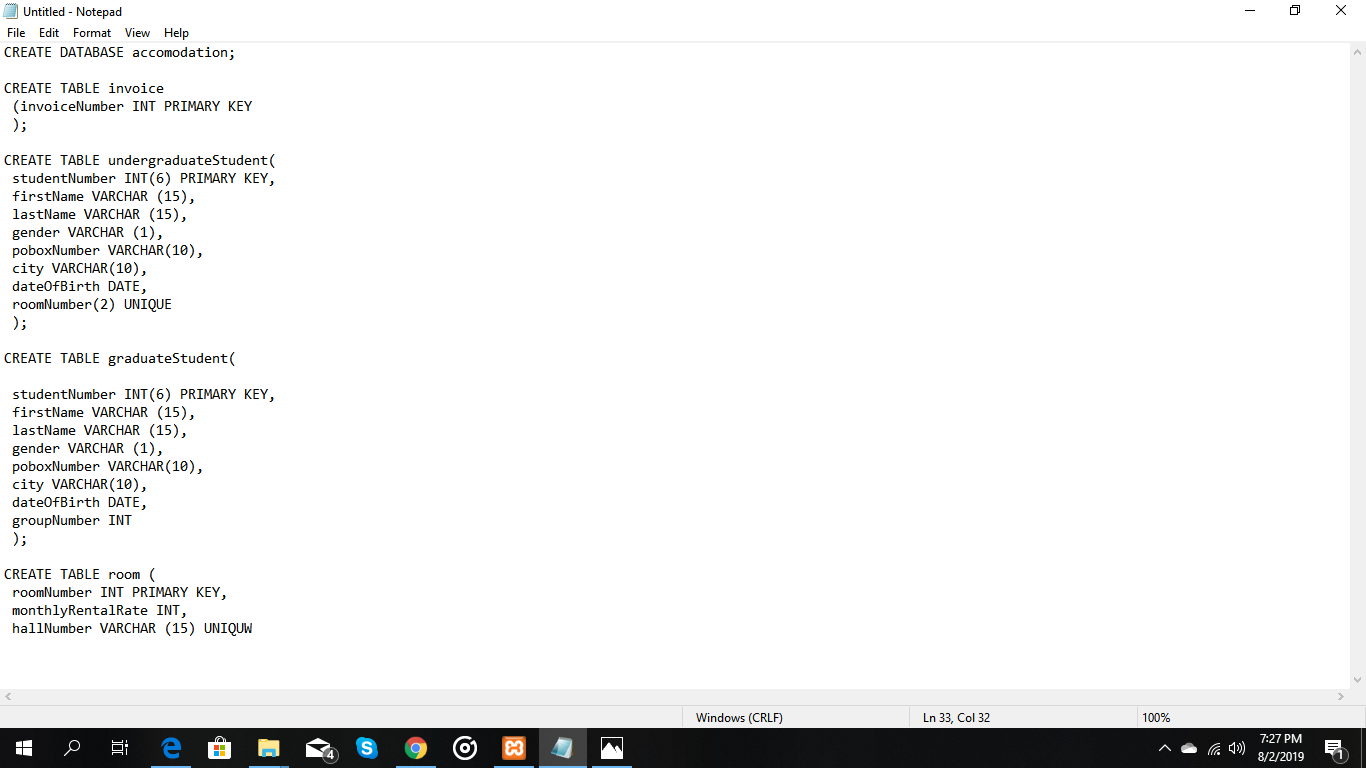 Untitled - Notepad
File Edit Format View Help
CREATE DATABASE accomodation;
CREATE TABLE invoice
(invoiceNumber INT PRIMARY KEY
);
CREATE TABLE undergraduateStudent(
studentNumber INT(6) PRIMARY KEY,
firstName VARCHAR (15),
lastName VARCHAR (15),
gender VARCHAR (1),
poboxNumber VARCHAR(10),
city VARCHAR(10),
dateOfBirth DATE,
roomNumber(2) UNIQUE
);
CREATE TABLE graduateStudent(
studentNumber INT(6) PRIMARY KEY,
firstName VARCHAR (15),
lastName VARCHAR (15),
gender VARCHAR (1),
poboxNumber VARCHAR(10),
city VARCHAR(10),
dateOfBirth DATE,
groupNumber INT
);
CREATE TABLE room (
roomNumber INT PRIMARY KEY,
monthlyRentalRate INT,
hallNumber VARCHAR (15) UNIQUW
Windows (CRLF) Ln 33, Col 32 100%
4
7:27 PM
8/2/2019
1